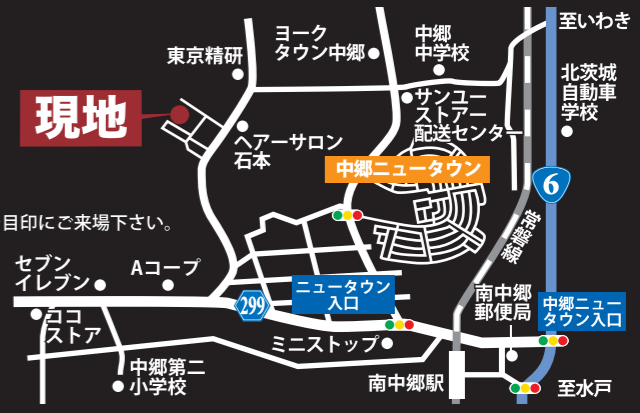 至いわき
ヨーク
タウン中郷
中郷
中学校
東京精研
北茨城
自動車
学校
現地
サンユー
ストアー
配送センター
ヘアーサロン
石本
中郷ニュータウン
6
目印にご来場下さい。
常磐線
セブン
イレブン
Aコープ
ニュータウン
入口
299
南中郷
郵便局
中郷ニュー
タウン入口
ココ
ストア
ミニストップ
中郷第二
小学校
南中郷駅
至水戸